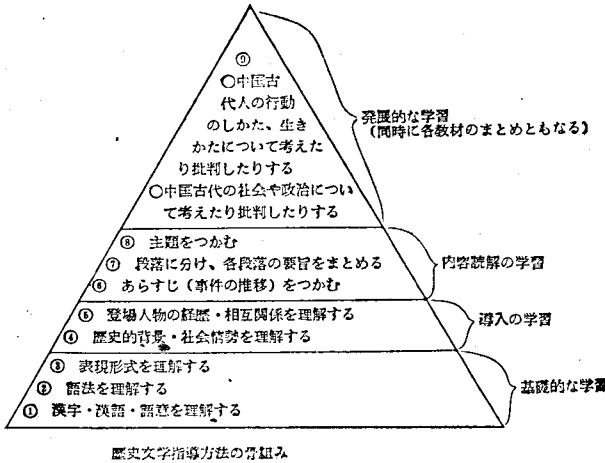 ⑨
○中国古
代人の行動
のしかた、生き
かたについて考えた
り批判したりする
○中国古代の社会や政治につい
て考えたり批判したりする
発展的な学習
(同時に各教材のまとめともなる)
⑧ 主題をつかむ
⑦ 段落に分け、各段落の要旨をまとめる
⑥ あらすじ(事件の推移)をつかむ
内容読解の学習
⑤ 登場人物の経歴・相互関係を理解する
④ 歴史的背景・社会情勢を理解する
導入の学習
③ 表現形式を理解する
② 語法を理解する
① 漢字・漢語・語意を理解する
基礎的な学習
歴史文学指導方法の骨組み